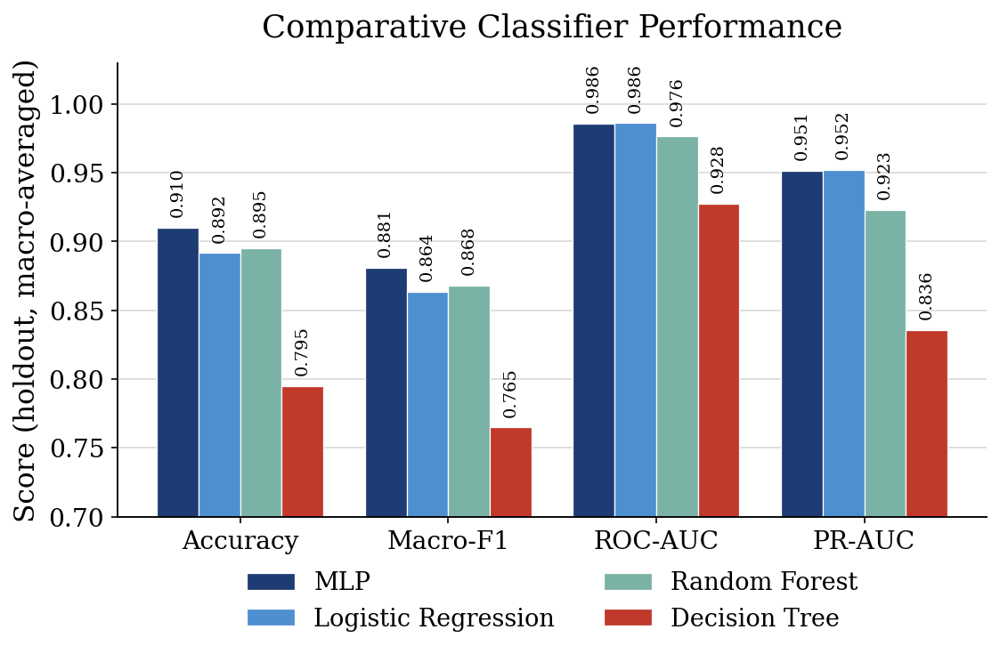 Comparative Classifier Performance
Score (holdout, macro-averaged)
1.00
0.95
0.90
0.85
0.80
0.75
0.70
0.910
0.892
0.895
0.795
0.881
0.864
0.868
0.765
0.986
0.986
0.976
0.928
0.951
0.952
0.923
0.836
Accuracy
Macro-F1
ROC-AUC
PR-AUC
MLP
Logistic Regression
Random Forest
Decision Tree